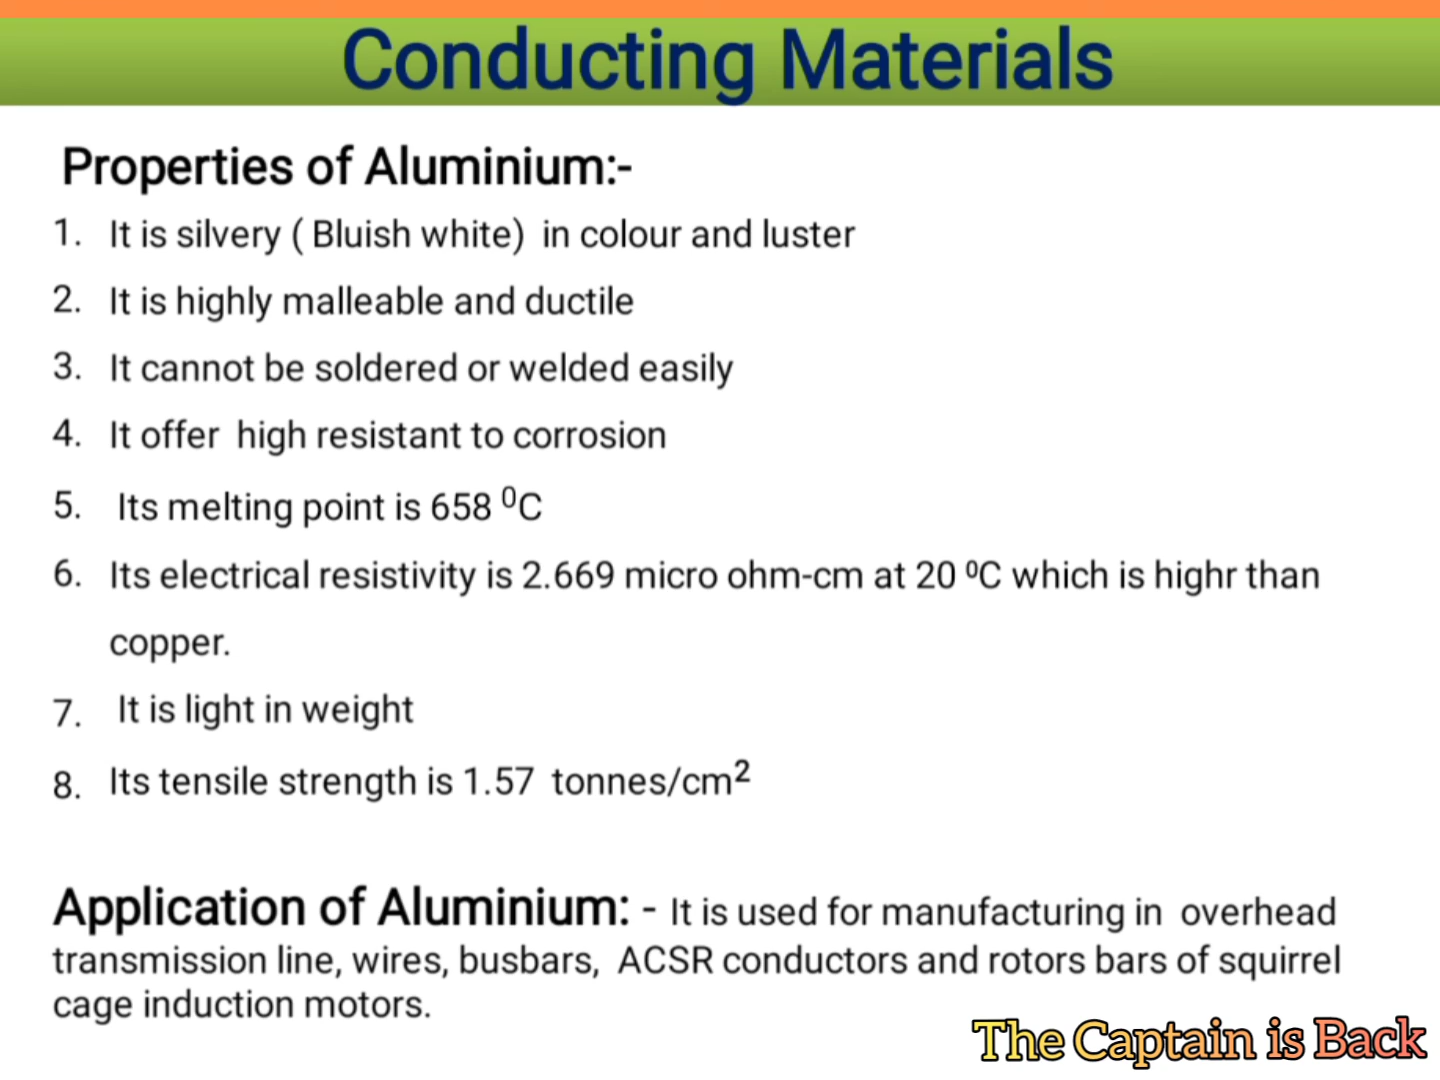 Conducting Materials
Properties of Aluminium:-
1. It is silvery ( Bluish white) in colour and luster
2. It is highly malleable and ductile
3. It cannot be soldered or welded easily
4. It offer high resistant to corrosion
5. Its melting point is 658 ⁰C
6. Its electrical resistivity is 2.669 micro ohm-cm at 20 ⁰C which is highr than
copper.
7. It is light in weight
8. Its tensile strength is 1.57 tonnes/cm²
Application of Aluminium: - It is used for manufacturing in overhead
transmission line, wires, busbars, ACSR conductors and rotors bars of squirrel
cage induction motors.
The Captain is Back